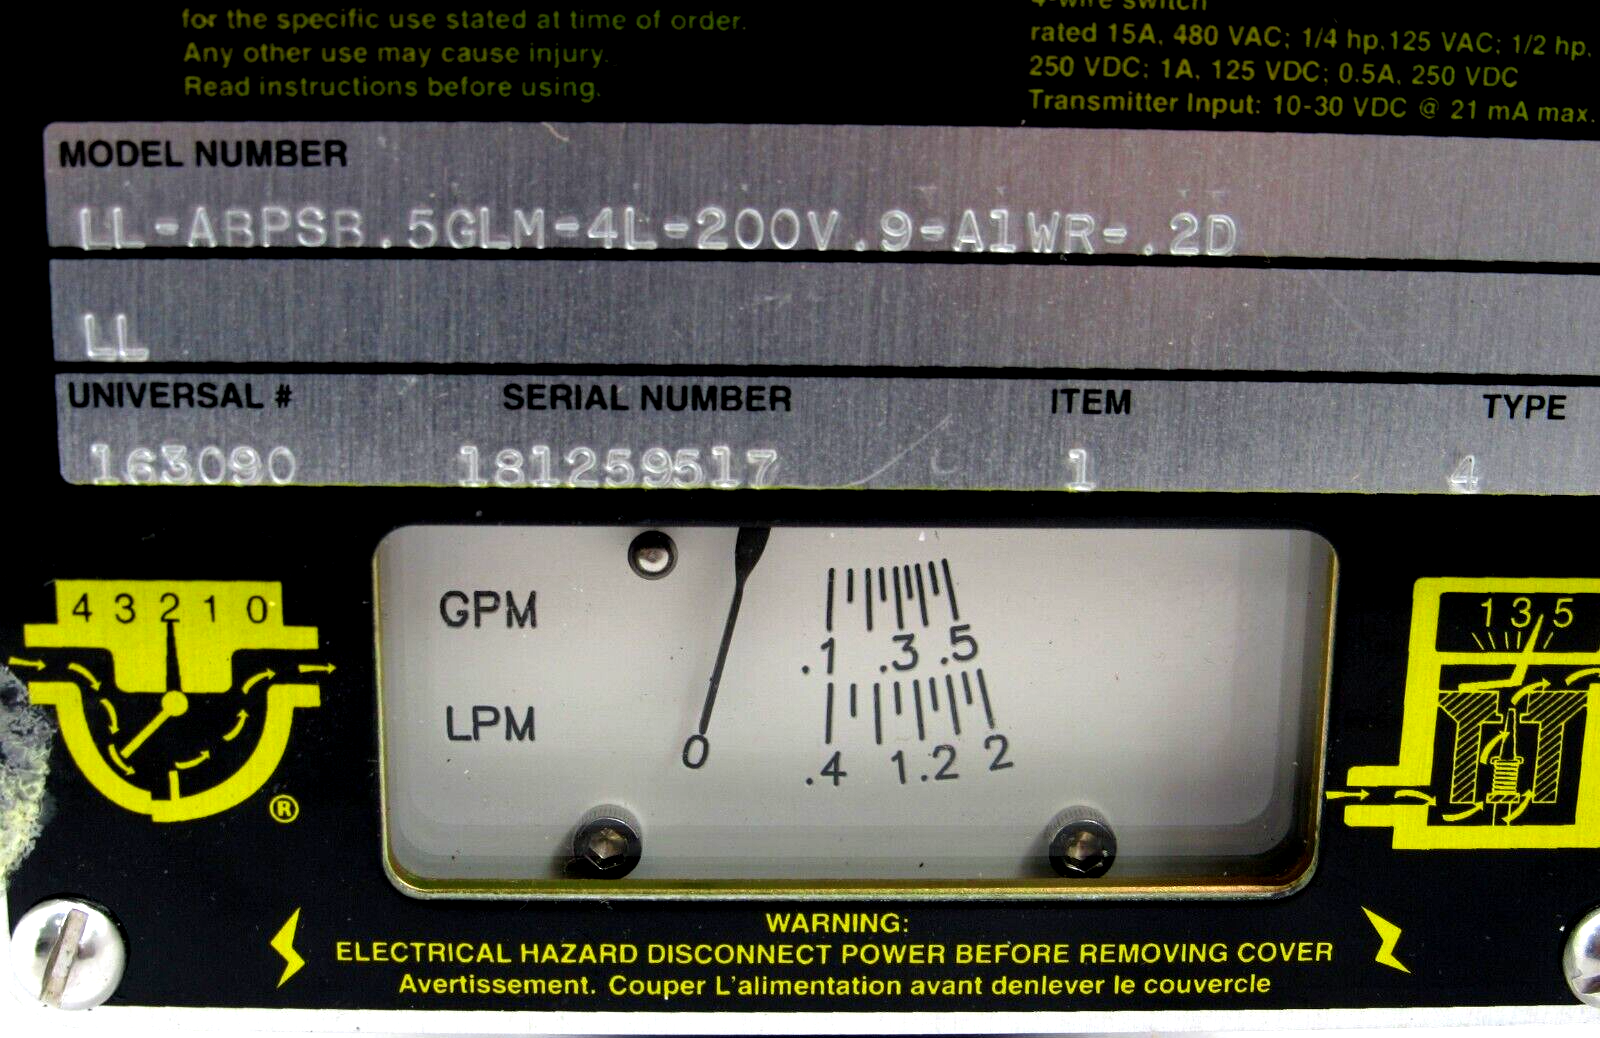 for the specific use stated at time of order.
Any other use may cause injury.
Read instructions before using.
4-wire switch
rated 15A, 480 VAC; 1/4 hp, 125 VAC; 1/2 hp,
250 VDC; 1A, 125 VDC; 0.5A, 250 VDC
Transmitter Input: 10-30 VDC @ 21 mA max.
MODEL NUMBER
LL-ABPSB.5GLM-4L-200V.9-A1WR-.2D
LL
UNIVERSAL # SERIAL NUMBER ITEM TYPE
163090 181259517 1 4
4 3 2 1 0
®
GPM
.1 .3 .5
LPM
0 .4 1.2 2
1 3 5
WARNING:
ELECTRICAL HAZARD DISCONNECT POWER BEFORE REMOVING COVER
Avertissement. Couper L'alimentation avant denlever le couvercle